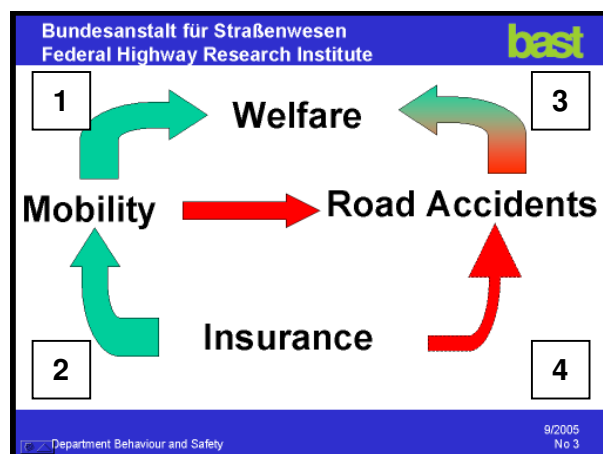 Bundesanstalt für Straßenwesen
Federal Highway Research Institute
bast
1
3
Welfare
Mobility
Road Accidents
Insurance
2
4
Department Behaviour and Safety
9/2005
No 3